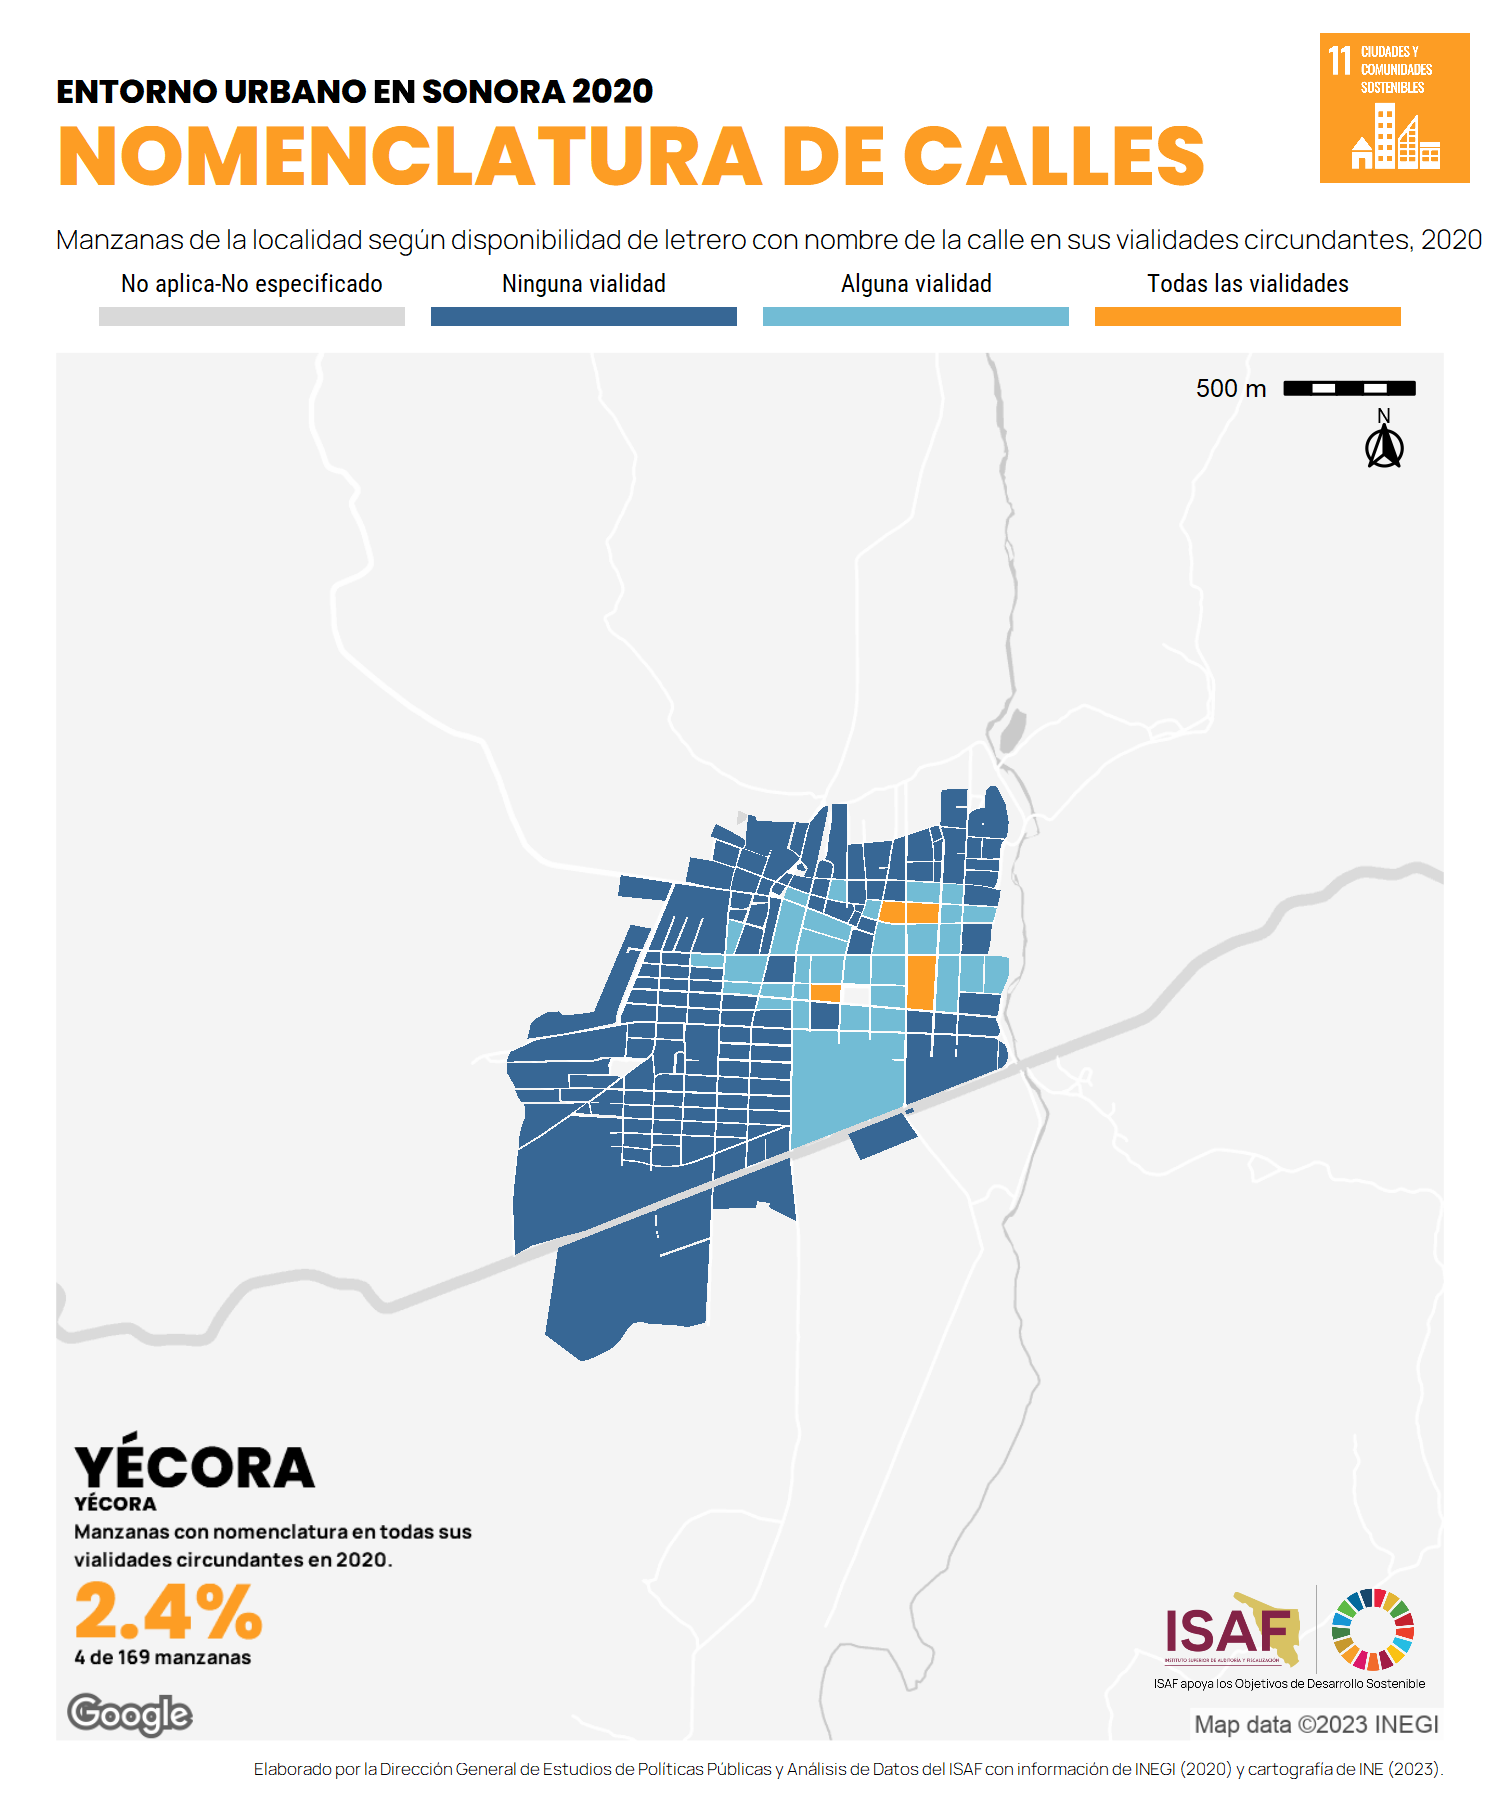 ENTORNO URBANO EN SONORA 2020
NOMENCLATURA DE CALLES
11 CIUDADES Y
COMUNIDADES
SOSTENIBLES
Manzanas de la localidad según disponibilidad de letrero con nombre de la calle en sus vialidades circundantes, 2020
No aplica-No especificado
Ninguna vialidad
Alguna vialidad
Todas las vialidades
500 m
N
YÉCORA
YÉCORA
Manzanas con nomenclatura en todas sus
vialidades circundantes en 2020.
2.4%
4 de 169 manzanas
Google
ISAF
INSTITUTO SUPERIOR DE AUDITORÍA Y FISCALIZACIÓN
ISAF apoya los Objetivos de Desarrollo Sostenible
Map data ©2023 INEGI
Elaborado por la Dirección General de Estudios de Políticas Públicas y Análisis de Datos del ISAF con información de INEGI (2020) y cartografía de INE (2023).